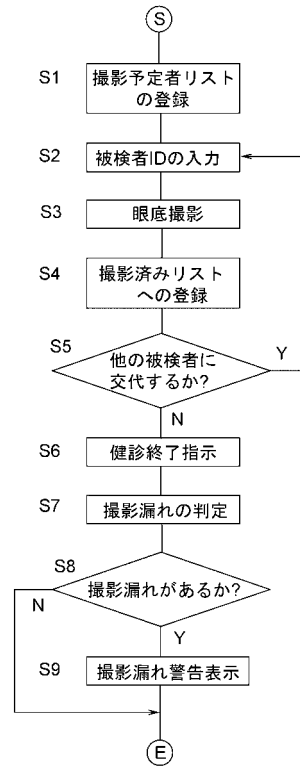 S
S1
撮影予定者リスト
の登録
S2
被検者IDの入力
S3
眼底撮影
S4
撮影済みリスト
への登録
S5
他の被検者に
交代するか?
Y
N
S6
健診終了指示
S7
撮影漏れの判定
S8
撮影漏れがあるか?
N
Y
S9
撮影漏れ警告表示
E